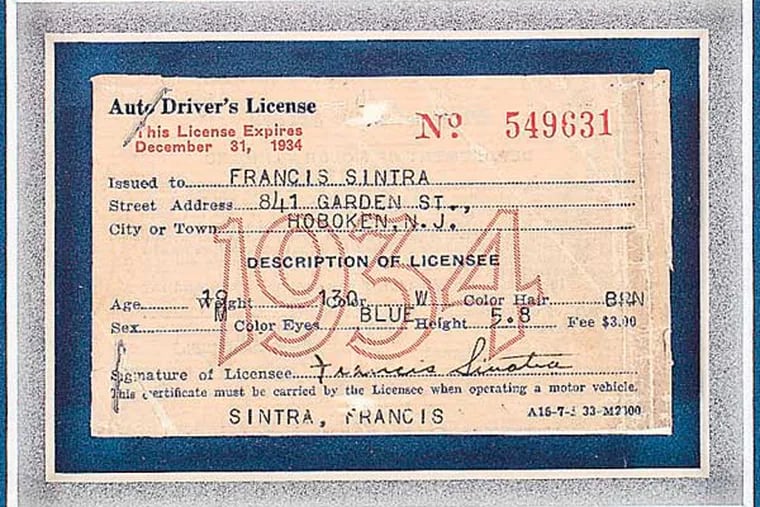 Auto Driver's License
This License Expires
December 31, 1934
Nº 549631
Issued to FRANCIS SINTRA
Street Address 841 GARDEN ST.,
City or Town HOBOKEN, N.J.
1934
DESCRIPTION OF LICENSEE
Age Weight Color W Color Hair BRN
Sex M Color Eyes BLUE Height 5.8 Fee $3.00
Signature of Licensee Francis Sinatra
This certificate must be carried by the Licensee when operating a motor vehicle.
SINTRA, FRANCIS